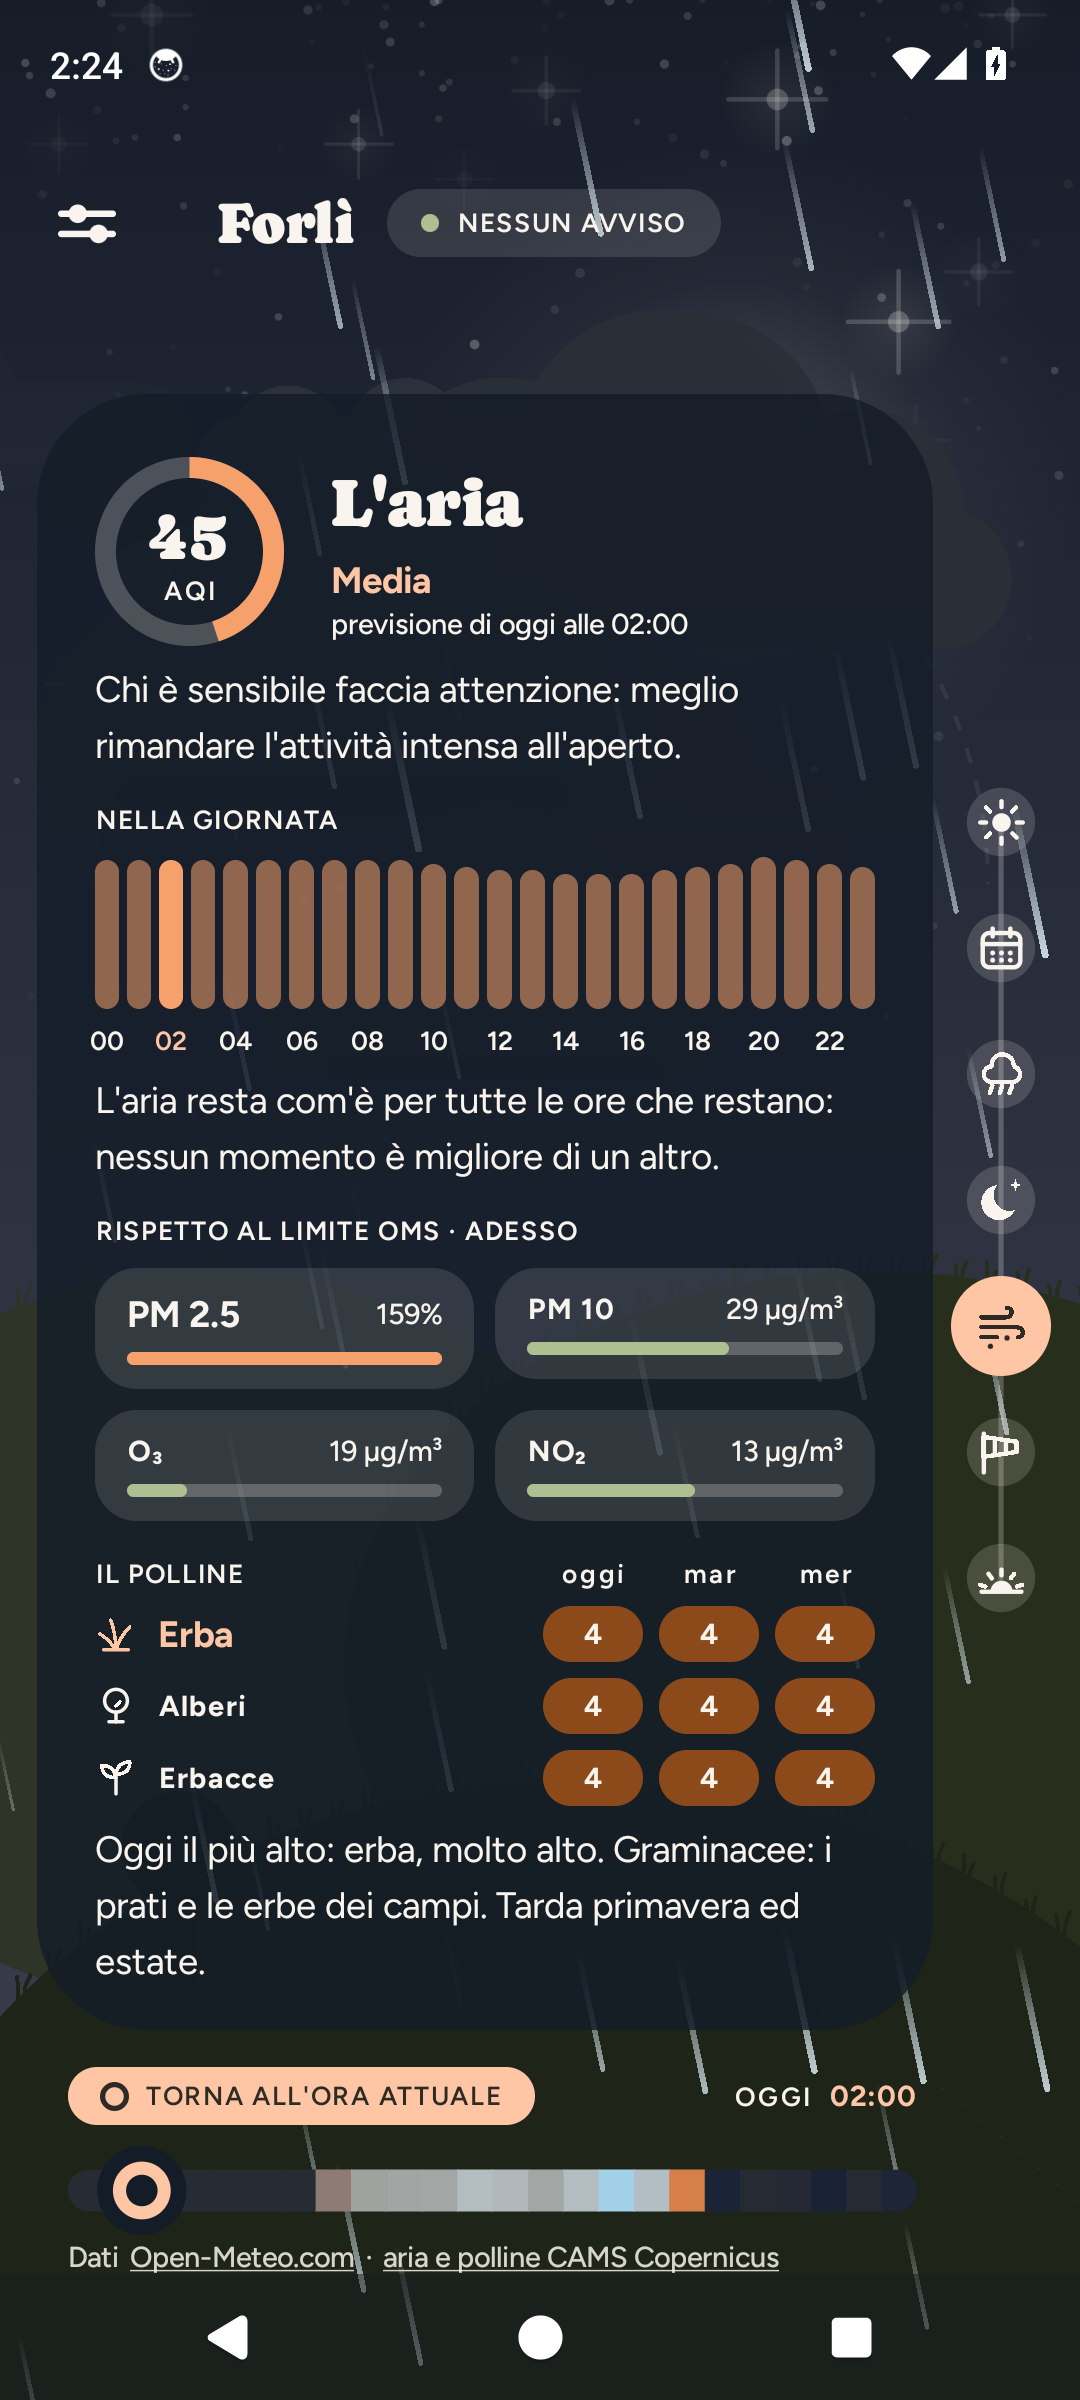 2:24
Forlì
NESSUN AVVISO
45
AQI
L'aria
Media
previsione di oggi alle 02:00
Chi è sensibile faccia attenzione: meglio
rimandare l'attività intensa all'aperto.
NELLA GIORNATA
00 02 04 06 08 10 12 14 16 18 20 22
L'aria resta com'è per tutte le ore che restano:
nessun momento è migliore di un altro.
RISPETTO AL LIMITE OMS · ADESSO
PM 2.5 159%
PM 10 29 µg/m³
O₃ 19 µg/m³
NO₂ 13 µg/m³
IL POLLINE oggi mar mer
Erba 4 4 4
Alberi 4 4 4
Erbacce 4 4 4
Oggi il più alto: erba, molto alto. Graminacee: i
prati e le erbe dei campi. Tarda primavera ed
estate.
TORNA ALL'ORA ATTUALE
OGGI 02:00
Dati Open-Meteo.com · aria e polline CAMS Copernicus